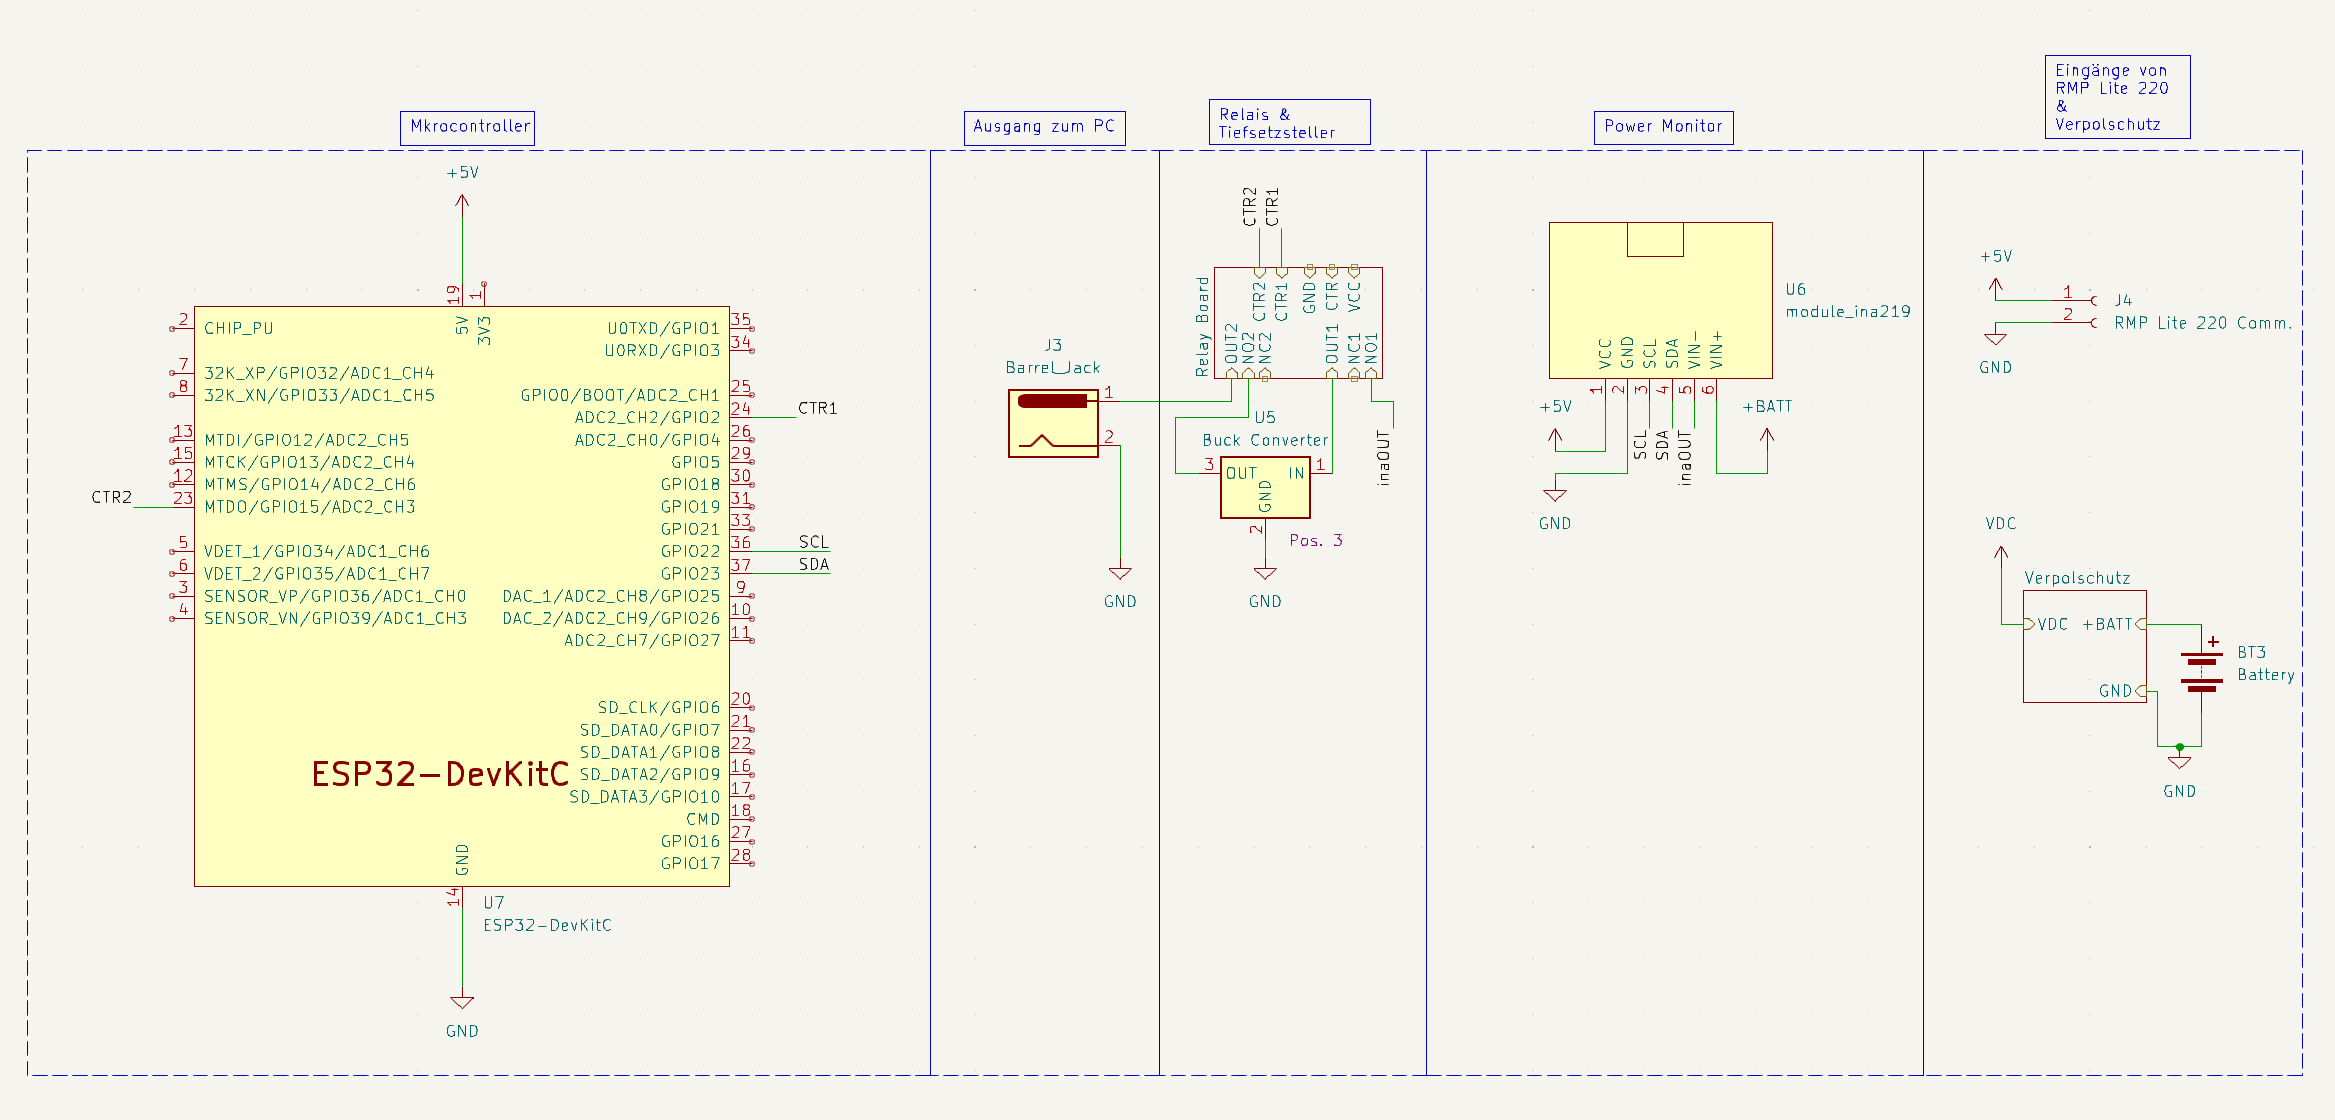 Mkrocontroller
+5V
19
1
5V
3V3
2
CHIP_PU
7
32K_XP/GPIO32/ADC1_CH4
8
32K_XN/GPIO33/ADC1_CH5
13
MTDI/GPIO12/ADC2_CH5
15
MTCK/GPIO13/ADC2_CH4
12
MTMS/GPIO14/ADC2_CH6
CTR2
23
MTDO/GPIO15/ADC2_CH3
5
VDET_1/GPIO34/ADC1_CH6
6
VDET_2/GPIO35/ADC1_CH7
3
SENSOR_VP/GPIO36/ADC1_CH0
4
SENSOR_VN/GPIO39/ADC1_CH3
U0TXD/GPIO1
35
U0RXD/GPIO3
34
GPIO0/BOOT/ADC2_CH1
25
ADC2_CH2/GPIO2
24
CTR1
ADC2_CH0/GPIO4
26
GPIO5
29
GPIO18
30
GPIO19
31
GPIO21
33
GPIO22
36
SCL
GPIO23
37
SDA
DAC_1/ADC2_CH8/GPIO25
9
DAC_2/ADC2_CH9/GPIO26
10
ADC2_CH7/GPIO27
11
SD_CLK/GPIO6
20
SD_DATA0/GPIO7
21
SD_DATA1/GPIO8
22
ESP32-DevKitC
SD_DATA2/GPIO9
16
SD_DATA3/GPIO10
17
CMD
18
GPIO16
27
GPIO17
28
GND
14
U7
ESP32-DevKitC
GND
Ausgang zum PC
J3
Barrel_Jack
1
2
GND
Relais &
Tiefsetzsteller
CTR2
CTR1
Relay Board
CTR2
CTR1
GND
CTR
VCC
OUT2
NO2
NC2
OUT1
NC1
NO1
U5
Buck Converter
inaOUT
3
OUT
IN
1
GND
2
Pos. 3
GND
Power Monitor
U6
module_ina219
VCC
GND
SCL
SDA
VIN-
VIN+
1
2
3
4
5
6
+5V
SCL
SDA
inaOUT
+BATT
GND
Eingänge von
RMP Lite 220
&
Verpolschutz
+5V
1
J4
2
RMP Lite 220 Comm.
GND
VDC
Verpolschutz
VDC
+BATT
GND
+
BT3
Battery
GND